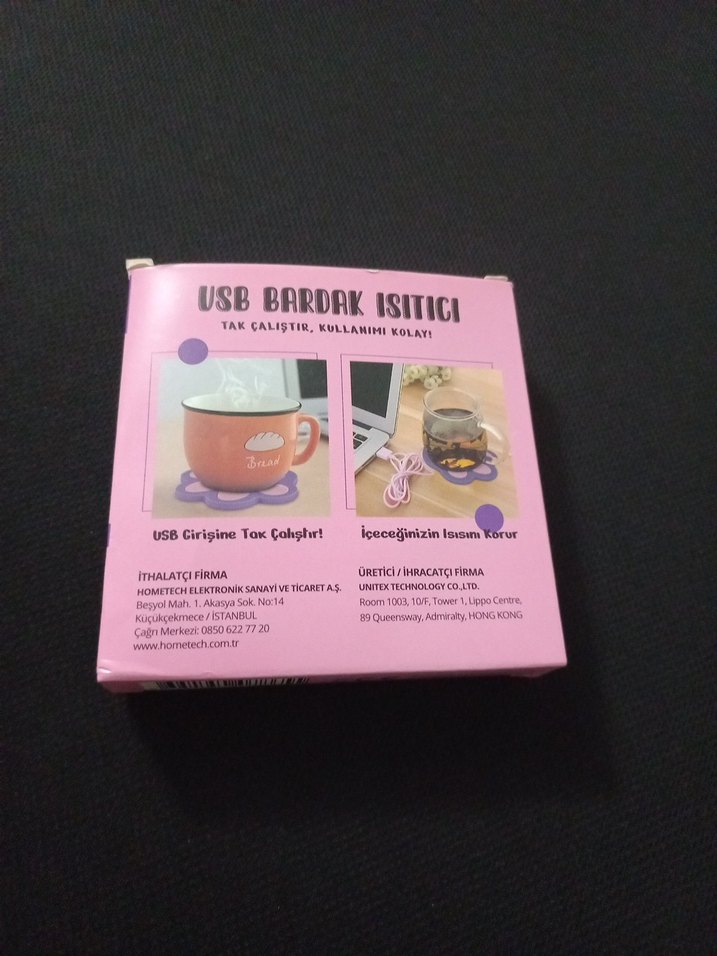 USB BARDAK ISITICI
TAK ÇALIŞTIR, KULLANIMI KOLAY!
Bread
USB Girişine Tak Çalıştır!
İçeceğinizin Isısını Korur
İTHALATÇI FİRMA
HOMETECH ELEKTRONİK SANAYİ VE TİCARET A.Ş.
Beşyol Mah. 1. Akasya Sok. No:14
Küçükçekmece / İSTANBUL
Çağrı Merkezi: 0850 622 77 20
www.hometech.com.tr
ÜRETİCİ / İHRACATÇI FİRMA
UNITEX TECHNOLOGY CO.,LTD.
Room 1003, 10/F, Tower 1, Lippo Centre,
89 Queensway, Admiralty, HONG KONG